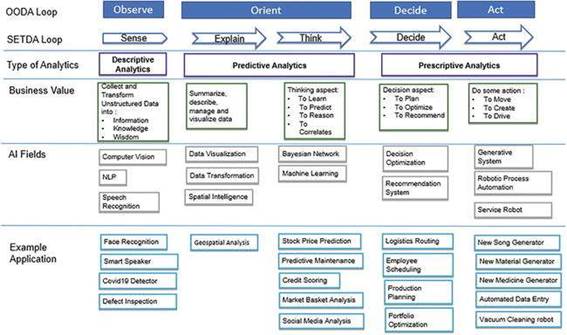 OODA Loop
Observe
Orient
Decide
Act
SETDA Loop
Sense
Explain
Think
Decide
Act
Type of Analytics
Descriptive
Analytics
Predictive Analytics
Prescriptive Analytics
Business Value
Collect and
Transform
Unstructured Data
into :
• Information
• Knowledge
• Wisdom
Summarize,
describe,
manage and
visualize data
Thinking aspect:
• To Learn
• To Predict
• To Reason
• To
Correlates
Decision aspect:
• To Plan
• To Optimize
• To Recommend
Do some action :
• To Move
• To Create
• To Drive
AI Fields
Computer Vision
NLP
Speech
Recognition
Data Visualization
Data Transformation
Spatial Intelligence
Bayesian Network
Machine Learning
Decision
Optimization
Recommendation
System
Generative
System
Robotic Process
Automation
Service Robot
Example
Application
Face Recognition
Smart Speaker
Covid19 Detector
Defect Inspection
Geospatial Analysis
Stock Price Prediction
Predictive Maintenance
Credit Scoring
Market Basket Analysis
Social Media Analysis
Logistics Routing
Employee
Scheduling
Production
Planning
Portfolio
Optimization
New Song Generator
New Material Generator
New Medicine Generator
Automated Data Entry
Vacuum Cleaning robot